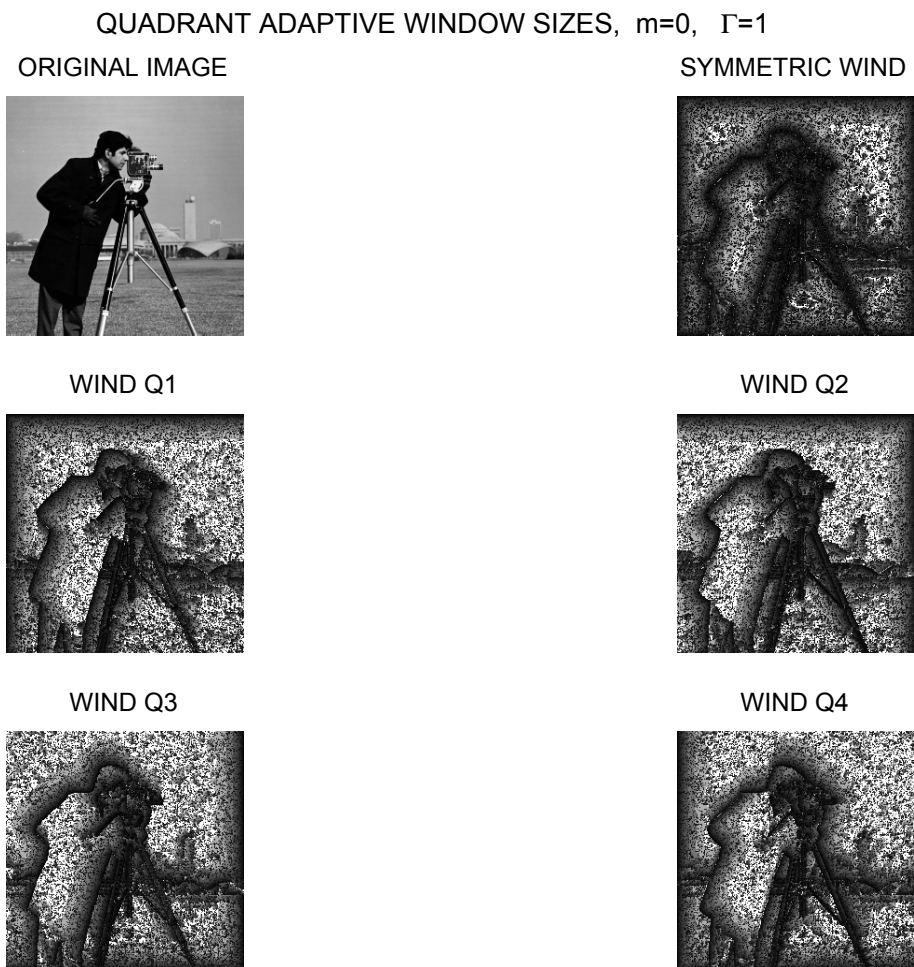 QUADRANT ADAPTIVE WINDOW SIZES, m=0, Γ=1
ORIGINAL IMAGE
SYMMETRIC WIND
WIND Q1
WIND Q2
WIND Q3
WIND Q4